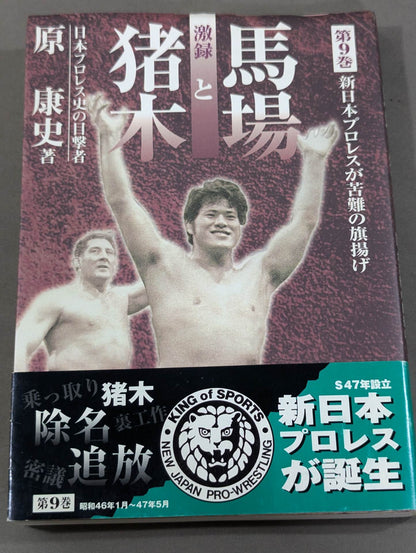 第9巻 新日本プロレスが苦難の旗揚げ
馬場
激録
と
猪木
日本プロレス史の目撃者
原 康史 著
S47年設立
新日本
プロレス
が誕生
KING of SPORTS
NEW JAPAN PRO-WRESTLING
乗っ取り 猪木
除名 裏工作
密議 追放
第9巻 昭和46年1月〜47年5月